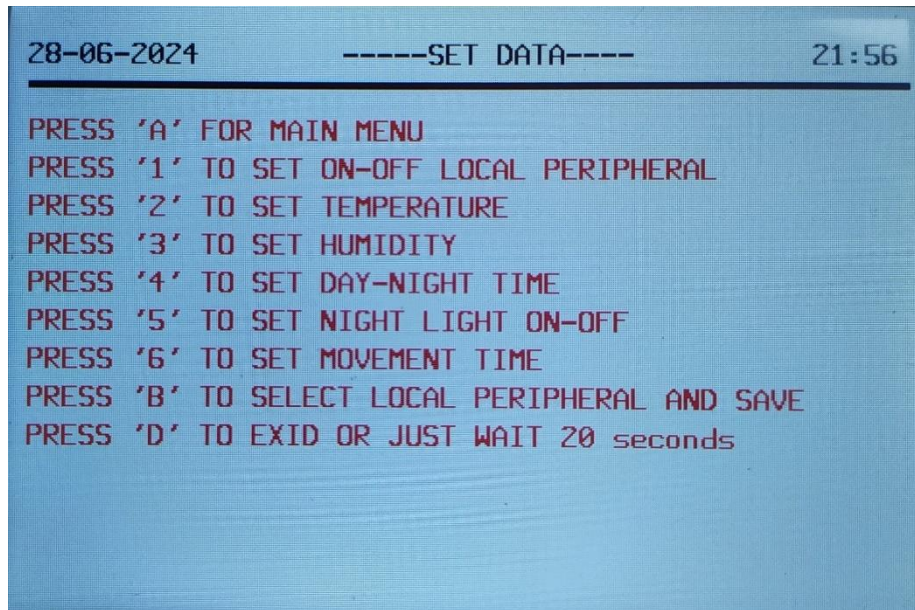 28-06-2024 -----SET DATA---- 21:56
PRESS 'A' FOR MAIN MENU
PRESS '1' TO SET ON-OFF LOCAL PERIPHERAL
PRESS '2' TO SET TEMPERATURE
PRESS '3' TO SET HUMIDITY
PRESS '4' TO SET DAY-NIGHT TIME
PRESS '5' TO SET NIGHT LIGHT ON-OFF
PRESS '6' TO SET MOVEMENT TIME
PRESS 'B' TO SELECT LOCAL PERIPHERAL AND SAVE
PRESS 'D' TO EXID OR JUST WAIT 20 seconds